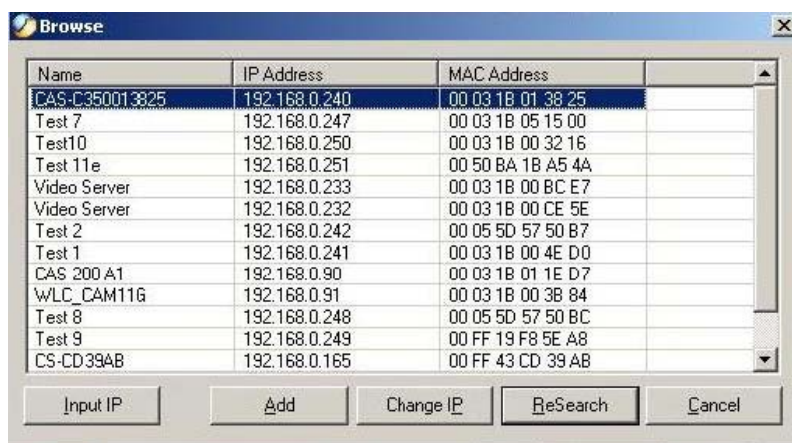 Browse
Name IP Address MAC Address
CAS-C350013825 192.168.0.240 00 03 1B 01 38 25
Test 7 192.168.0.247 00 03 1B 05 15 00
Test10 192.168.0.250 00 03 1B 00 32 16
Test 11e 192.168.0.251 00 50 BA 1B A5 4A
Video Server 192.168.0.233 00 03 1B 00 BC E7
Video Server 192.168.0.232 00 03 1B 00 CE 5E
Test 2 192.168.0.242 00 05 5D 57 50 B7
Test 1 192.168.0.241 00 03 1B 00 4E D0
CAS 200 A1 192.168.0.90 00 03 1B 01 1E D7
WLC_CAM11G 192.168.0.91 00 03 1B 00 3B 84
Test 8 192.168.0.248 00 05 5D 57 50 BC
Test 9 192.168.0.249 00 FF 19 F8 5E A8
CS-CD39AB 192.168.0.165 00 FF 43 CD 39 AB
Input IP Add Change IP ReSearch Cancel